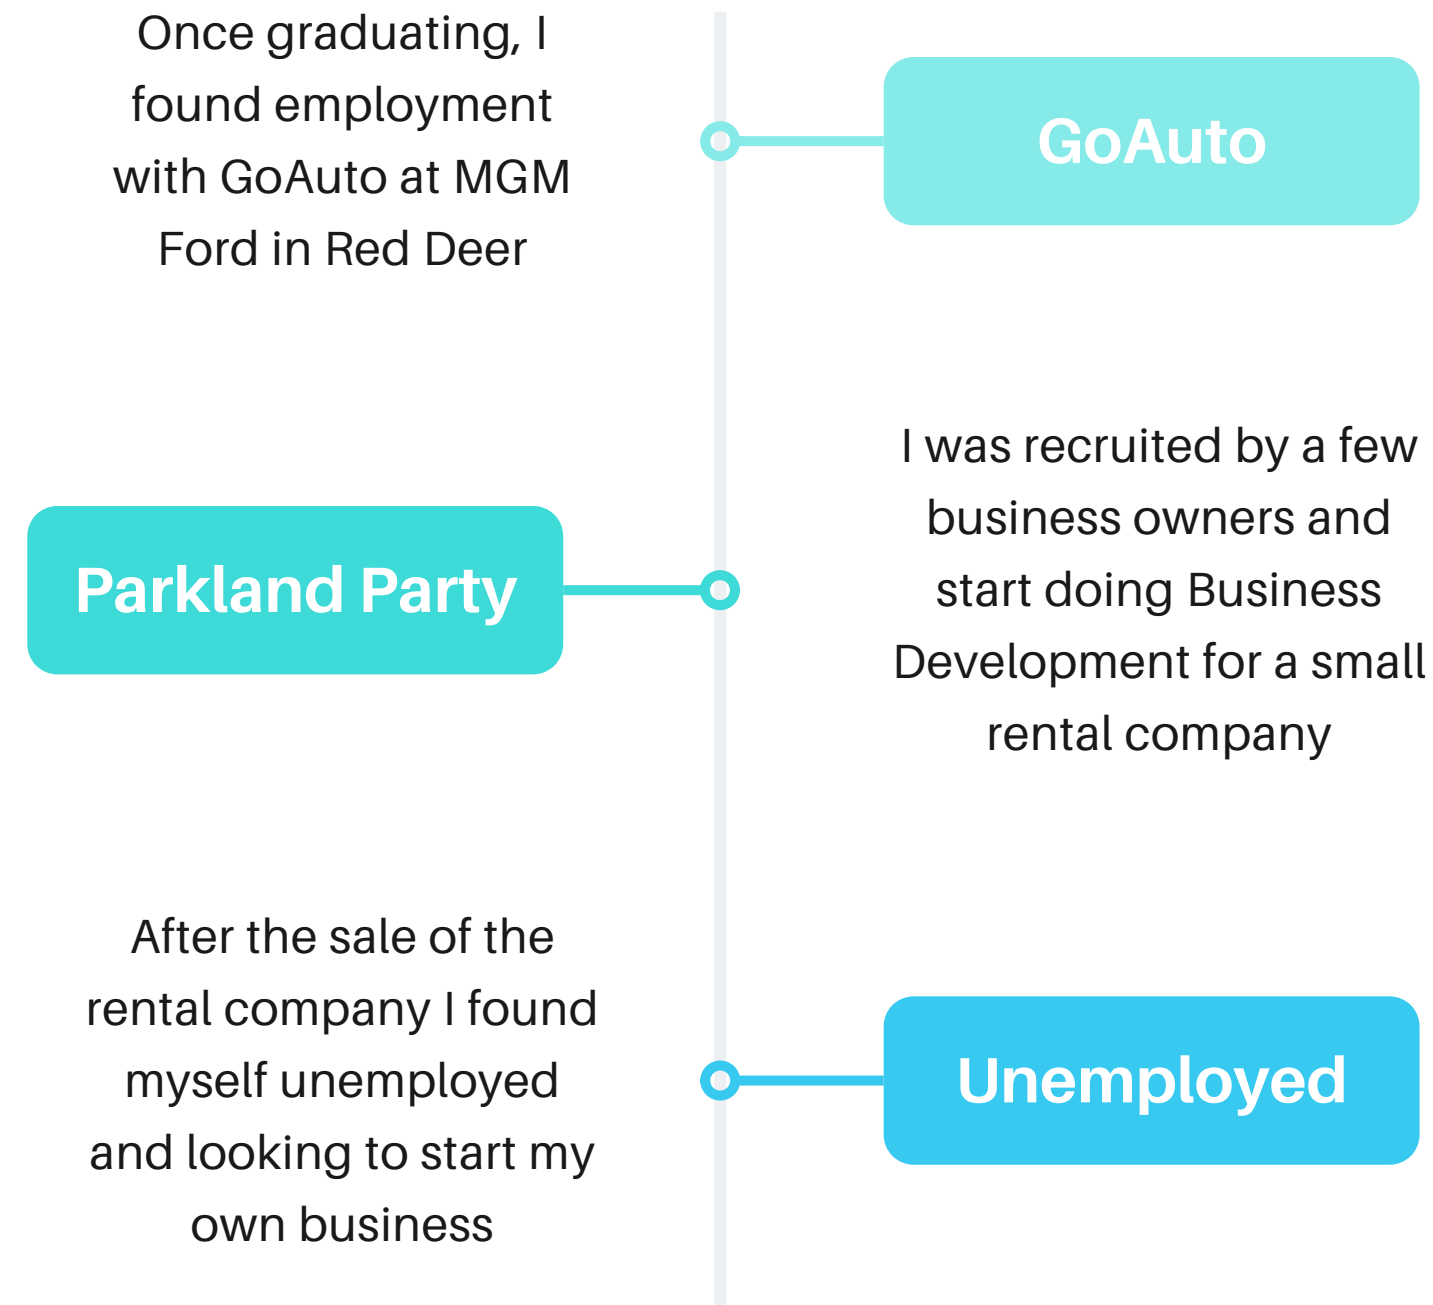 Once graduating, I
found employment
with GoAuto at MGM
Ford in Red Deer
GoAuto
Parkland Party
I was recruited by a few
business owners and
start doing Business
Development for a small
rental company
After the sale of the
rental company I found
myself unemployed
and looking to start my
own business
Unemployed